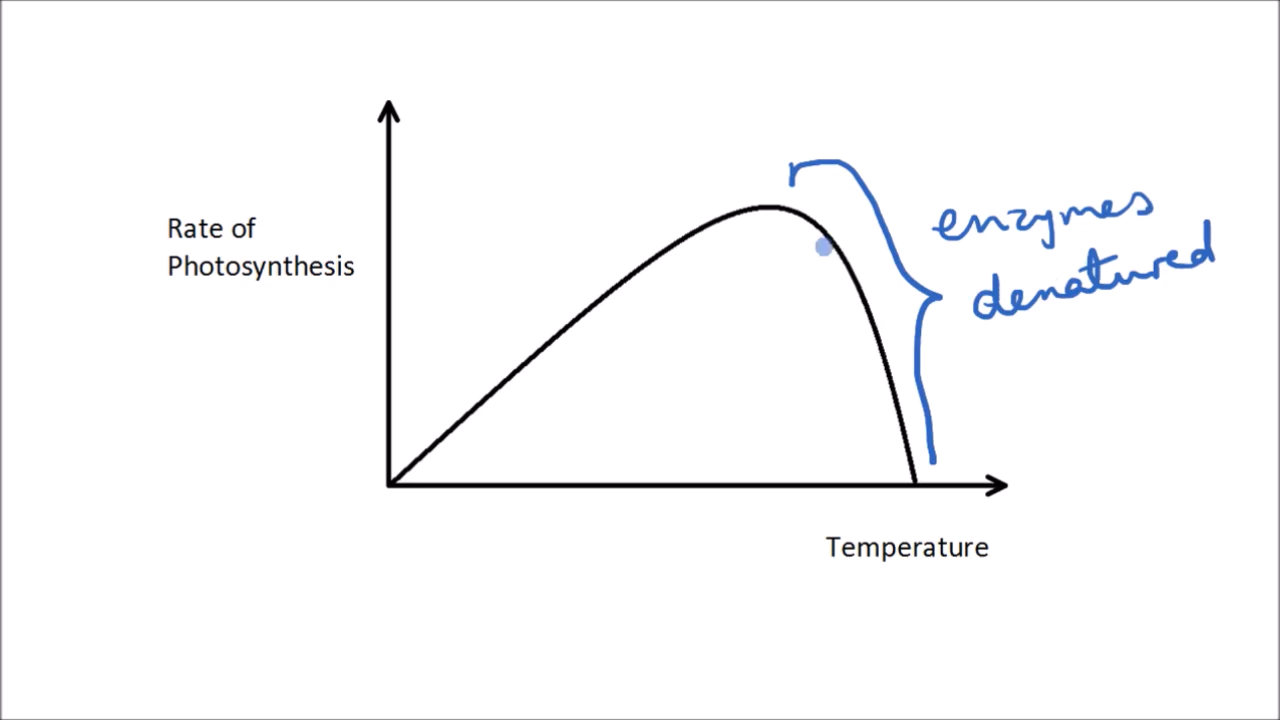 Rate of
Photosynthesis
enzymes
denatured
Temperature